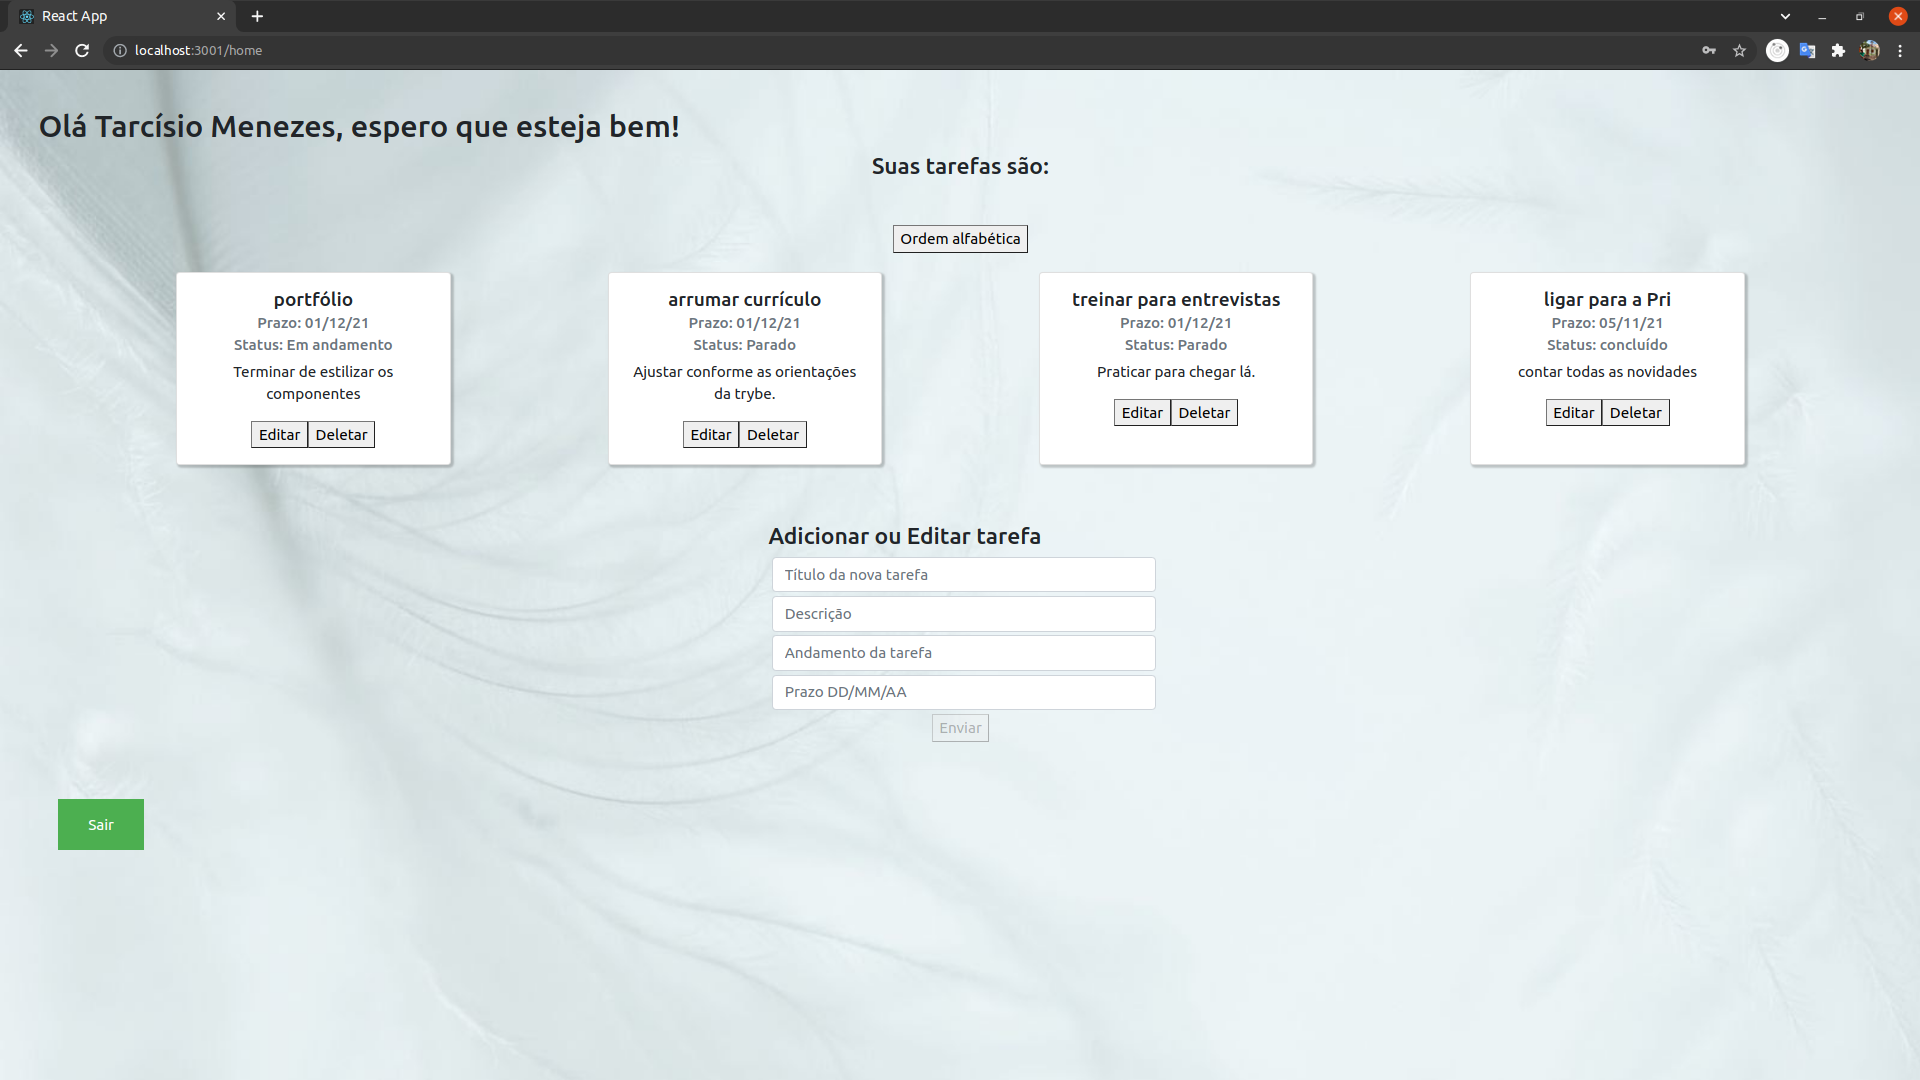 React App
localhost:3001/home
Olá Tarcísio Menezes, espero que esteja bem!
Suas tarefas são:
Ordem alfabética
portfólio
Prazo: 01/12/21
Status: Em andamento
Terminar de estilizar os
componentes
Editar Deletar
arrumar currículo
Prazo: 01/12/21
Status: Parado
Ajustar conforme as orientações
da trybe.
Editar Deletar
treinar para entrevistas
Prazo: 01/12/21
Status: Parado
Praticar para chegar lá.
Editar Deletar
ligar para a Pri
Prazo: 05/11/21
Status: concluído
contar todas as novidades
Editar Deletar
Adicionar ou Editar tarefa
Título da nova tarefa
Descrição
Andamento da tarefa
Prazo DD/MM/AA
Enviar
Sair